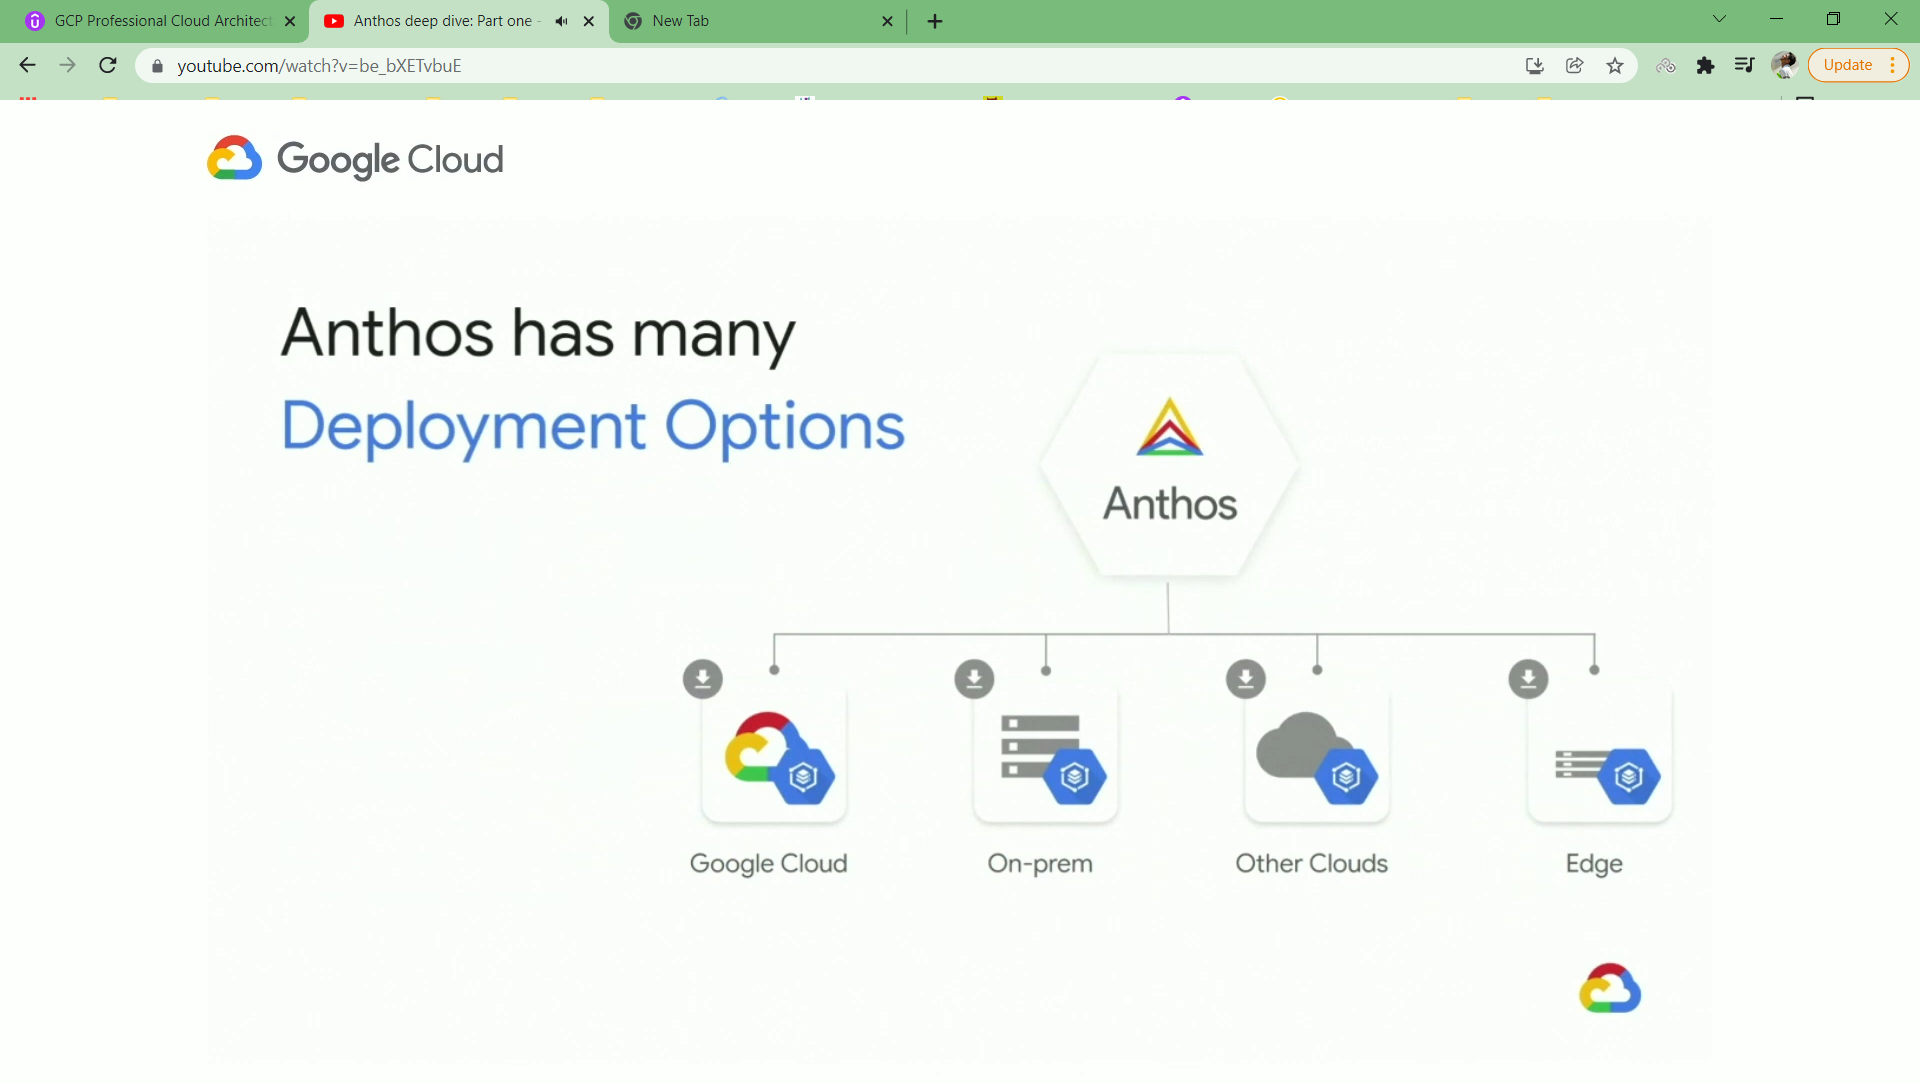 GCP Professional Cloud Architect
Anthos deep dive: Part one -
New Tab
youtube.com/watch?v=be_bXETvbuE
Update
Google Cloud
Anthos has many
Deployment Options
Anthos
Google Cloud
On-prem
Other Clouds
Edge